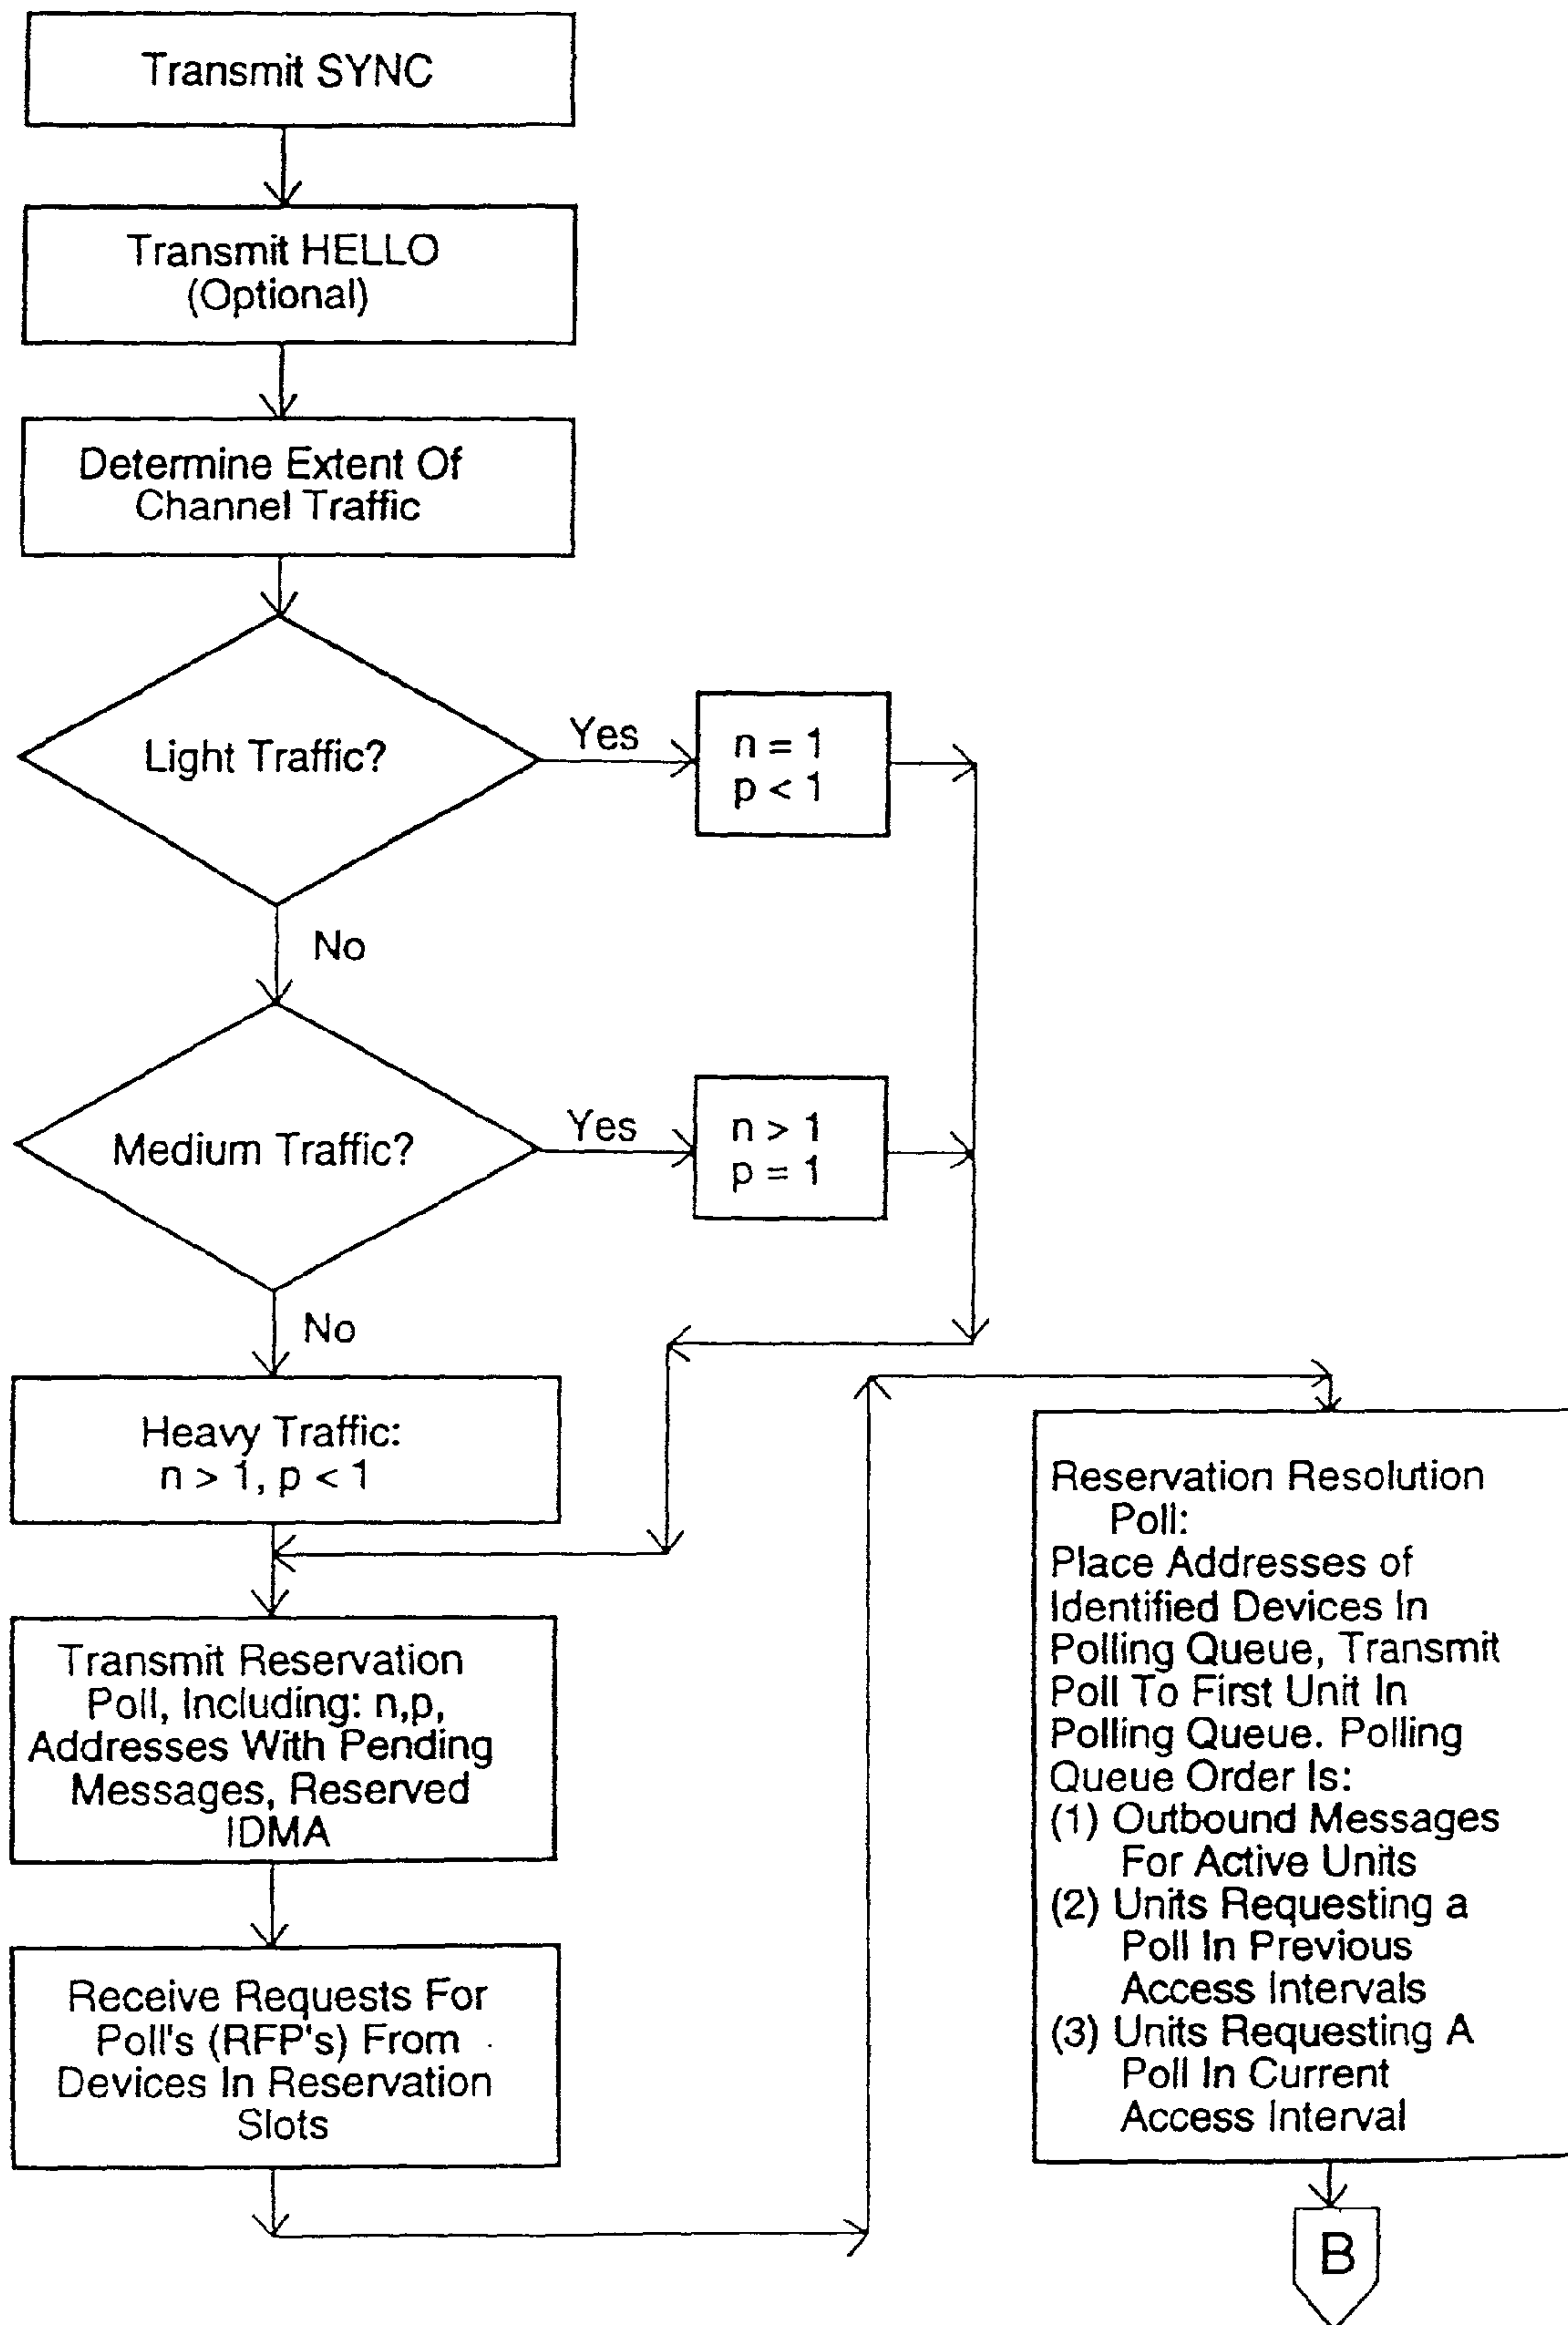 Transmit SYNC
Transmit HELLO
(Optional)
Determine Extent Of
Channel Traffic
Light Traffic?
Yes
n = 1
p < 1
No
Medium Traffic?
Yes
n > 1
p = 1
No
Heavy Traffic:
n > 1, p < 1
Transmit Reservation
Poll, Including: n,p,
Addresses With Pending
Messages, Reserved
IDMA
Receive Requests For
Poll's (RFP's) From
Devices In Reservation
Slots
Reservation Resolution
Poll:
Place Addresses of
Identified Devices In
Polling Queue, Transmit
Poll To First Unit In
Polling Queue. Polling
Queue Order Is:
(1) Outbound Messages
For Active Units
(2) Units Requesting a
Poll In Previous
Access Intervals
(3) Units Requesting A
Poll In Current
Access Interval
B